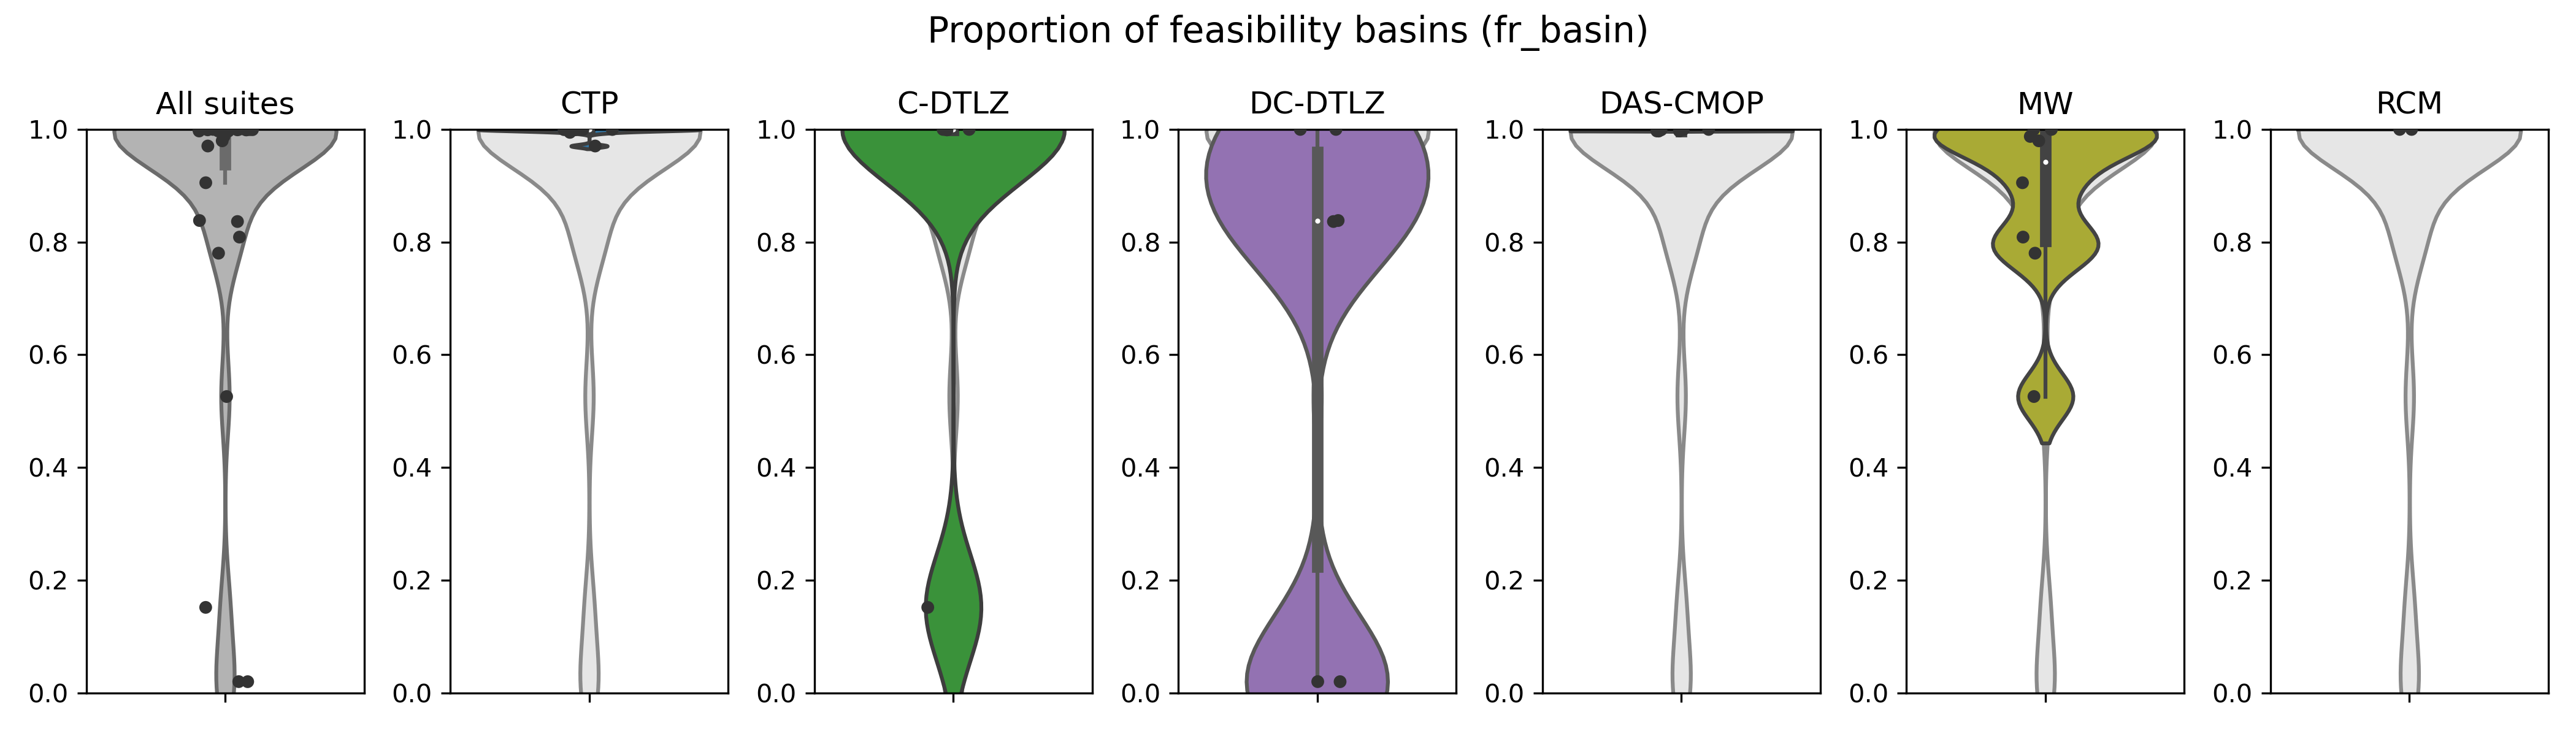 Proportion of feasibility basins (fr_basin)
All suites
CTP
C-DTLZ
DC-DTLZ
DAS-CMOP
MW
RCM
1.0 1.0 1.0 1.0 1.0 1.0 1.0
0.8 0.8 0.8 0.8 0.8 0.8 0.8
0.6 0.6 0.6 0.6 0.6 0.6 0.6
0.4 0.4 0.4 0.4 0.4 0.4 0.4
0.2 0.2 0.2 0.2 0.2 0.2 0.2
0.0 0.0 0.0 0.0 0.0 0.0 0.0